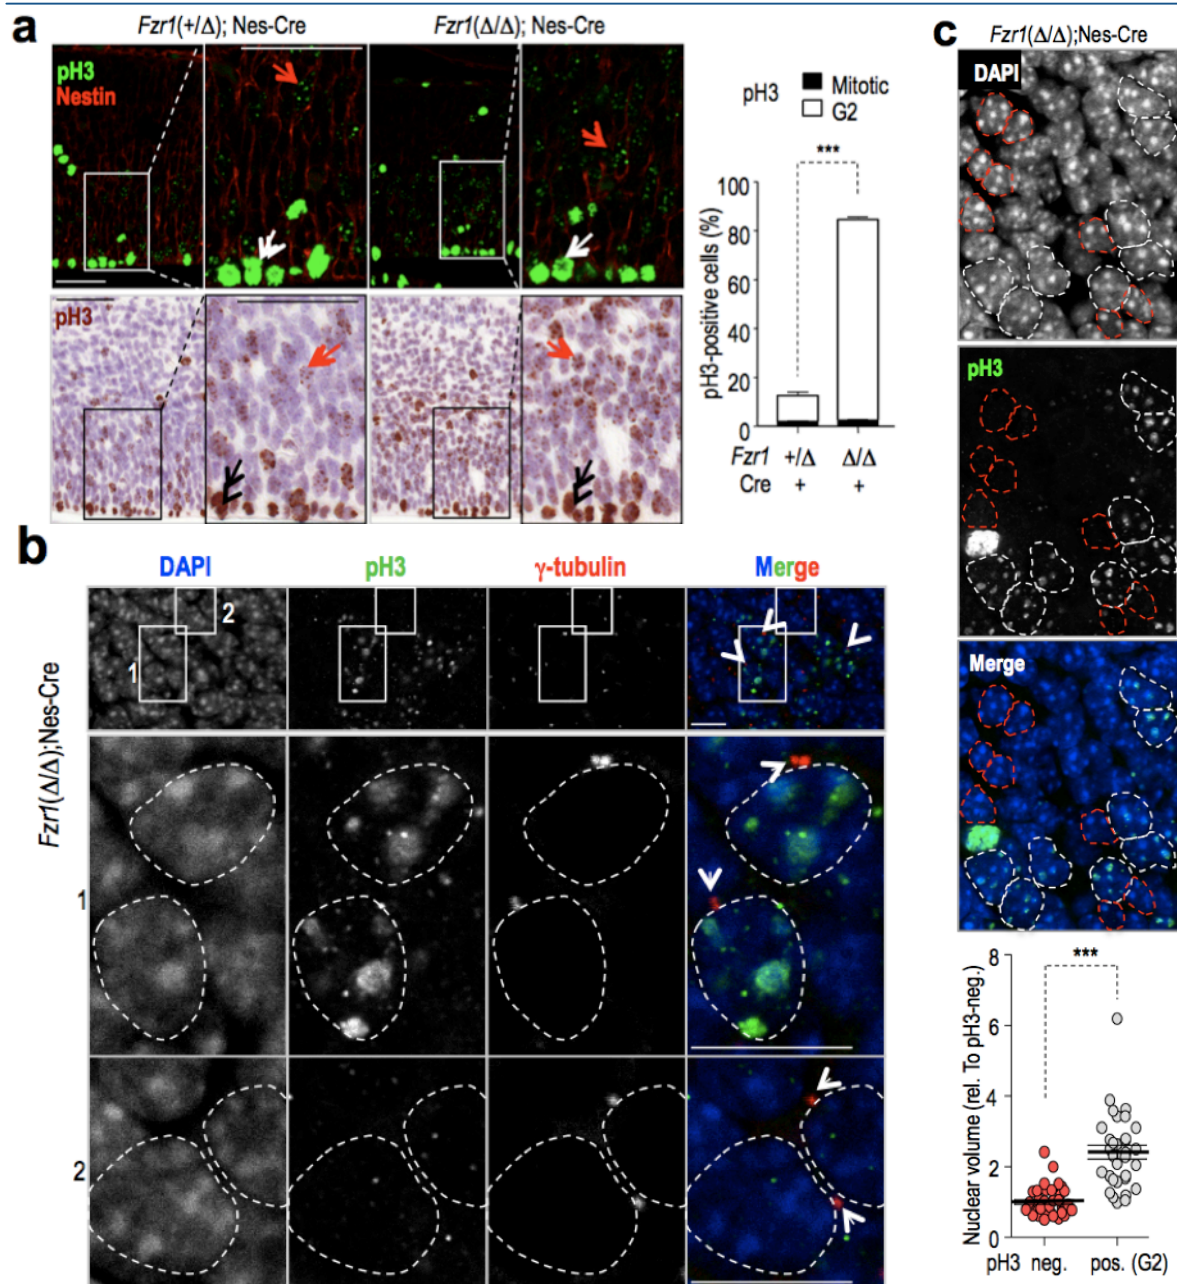 a
Fzr1(+/Δ); Nes-Cre
Fzr1(Δ/Δ); Nes-Cre
pH3
Nestin
pH3
pH3
Mitotic
G2
***
pH3-positive cells (%)
100
80
60
40
20
0
Fzr1 +/Δ Δ/Δ
Cre + +
b
DAPI pH3 γ-tubulin Merge
Fzr1(Δ/Δ);Nes-Cre
2
1
1
2
c
Fzr1(Δ/Δ);Nes-Cre
DAPI
pH3
Merge
***
Nuclear volume (rel. To pH3-neg.)
8
6
4
2
0
pH3 neg. pos. (G2)